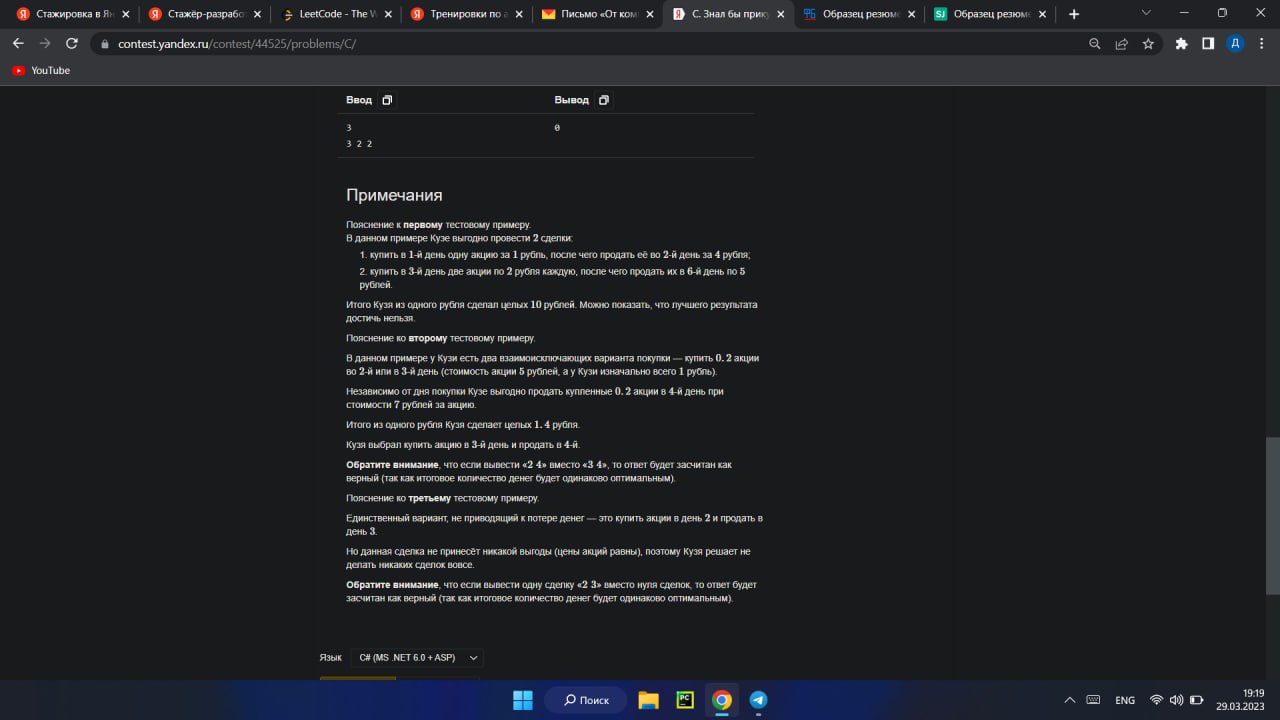 Стажировка в Ян
Стажёр-разработ
LeetCode - The W
Тренировки по а
Письмо «От ком
С. Знал бы прику
Образец резюме
Образец резюме
contest.yandex.ru/contest/44525/problems/C/
Д
YouTube
Ввод Вывод
3 0
3 2 2
Примечания
Пояснение к первому тестовому примеру.
В данном примере Кузе выгодно провести 2 сделки:
1. купить в 1-й день одну акцию за 1 рубль, после чего продать её во 2-й день за 4 рубля;
2. купить в 3-й день две акции по 2 рубля каждую, после чего продать их в 6-й день по 5
рублей.
Итого Кузя из одного рубля сделал целых 10 рублей. Можно показать, что лучшего результата
достичь нельзя.
Пояснение ко второму тестовому примеру.
В данном примере у Кузи есть два взаимоисключающих варианта покупки — купить 0.2 акции
во 2-й или в 3-й день (стоимость акции 5 рублей, а у Кузи изначально всего 1 рубль).
Независимо от дня покупки Кузе выгодно продать купленные 0.2 акции в 4-й день при
стоимости 7 рублей за акцию.
Итого из одного рубля Кузя сделает целых 1.4 рубля.
Кузя выбрал купить акцию в 3-й день и продать в 4-й.
Обратите внимание, что если вывести «2 4» вместо «3 4», то ответ будет засчитан как
верный (так как итоговое количество денег будет одинаково оптимальным).
Пояснение ко третьему тестовому примеру.
Единственный вариант, не приводящий к потере денег — это купить акции в день 2 и продать в
день 3.
Но данная сделка не принесёт никакой выгоды (цены акций равны), поэтому Кузя решает не
делать никаких сделок вовсе.
Обратите внимание, что если вывести одну сделку «2 3» вместо нуля сделок, то ответ будет
засчитан как верный (так как итоговое количество денег будет одинаково оптимальным).
Язык C# (MS .NET 6.0 + ASP)
Поиск
PC
ENG
19:19
29.03.2023